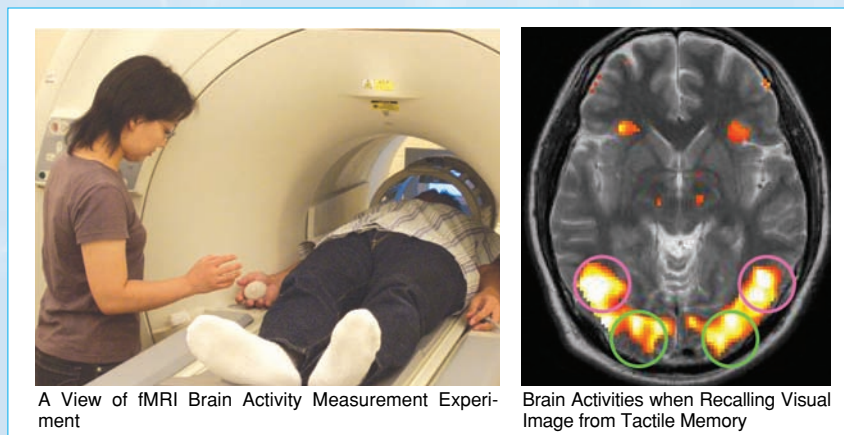 A View of fMRI Brain Activity Measurement Experi-
ment
Brain Activities when Recalling Visual
Image from Tactile Memory